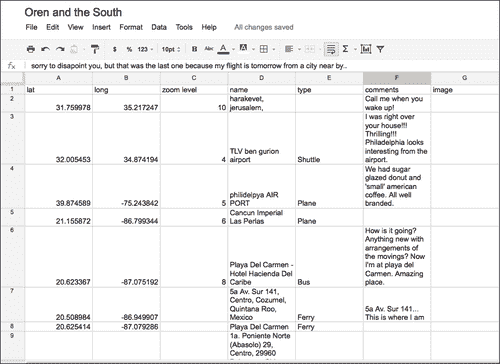 Oren and the South
File Edit View Insert Format Data Tools Help All changes saved
$ % 123 10pt B Abc A
fx sorry to disapoint you, but that was the last one because my flight is tomorrow from a city near by..
A B C D E F G
1 lat long zoom level name type comments image
2 31.759978 35.217247 10 harakevet, jerusalem, Call me when you wake up!
3 32.005453 34.874194 4 TLV ben gurion airport Shuttle I was right over your house!!! Thrilling!!! Philadelphia looks interesting from the airport.
4 39.874589 -75.243842 5 phildeipya AIR PORT Plane We had sugar glazed donut and 'small' american coffee. All well branded.
5 21.155872 -86.799344 6 Cancun Imperial Las Perlas Plane
6 20.623367 -87.075192 8 Playa Del Carmen - Hotel Hacienda Del Caribe Bus How is it going? Anything new with arrangements of the movings? Now I'm at playa del Carmen. Amazing place.
7 20.508984 -86.949907 5a Av. Sur 141, Centro, Cozumel, Quintana Roo, Mexico Ferry 5a Av. Sur 141... This is where I am
8 20.625414 -87.079286 Playa Del Carmen Ferry
9 1a. Poniente Norte (Abasolo) 29, Centro, 29960